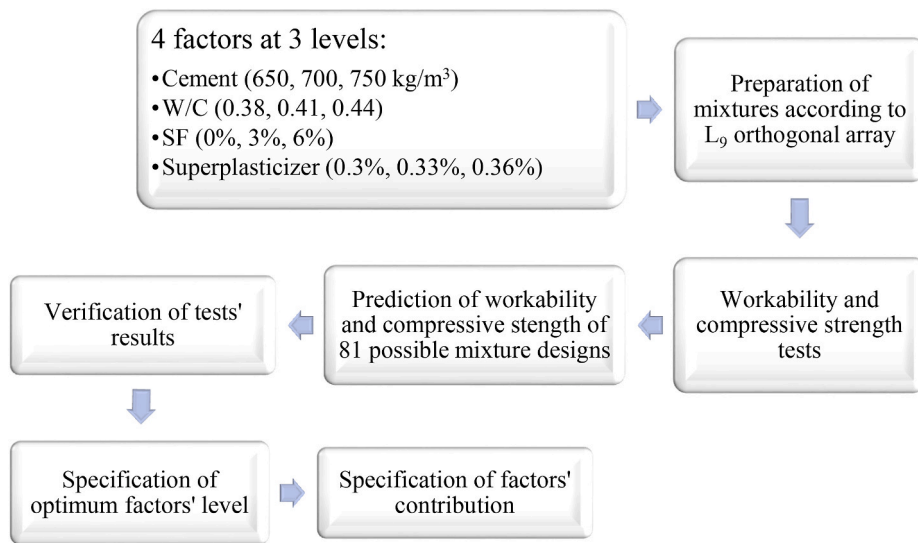 4 factors at 3 levels:
•Cement (650, 700, 750 kg/m³)
•W/C (0.38, 0.41, 0.44)
•SF (0%, 3%, 6%)
•Superplasticizer (0.3%, 0.33%, 0.36%)
Preparation of
mixtures according to
L₉ orthogonal array
Workability and
compressive strength
tests
Prediction of workability
and compressive stength of
81 possible mixture designs
Verification of tests'
results
Specification of
optimum factors' level
Specification of factors'
contribution